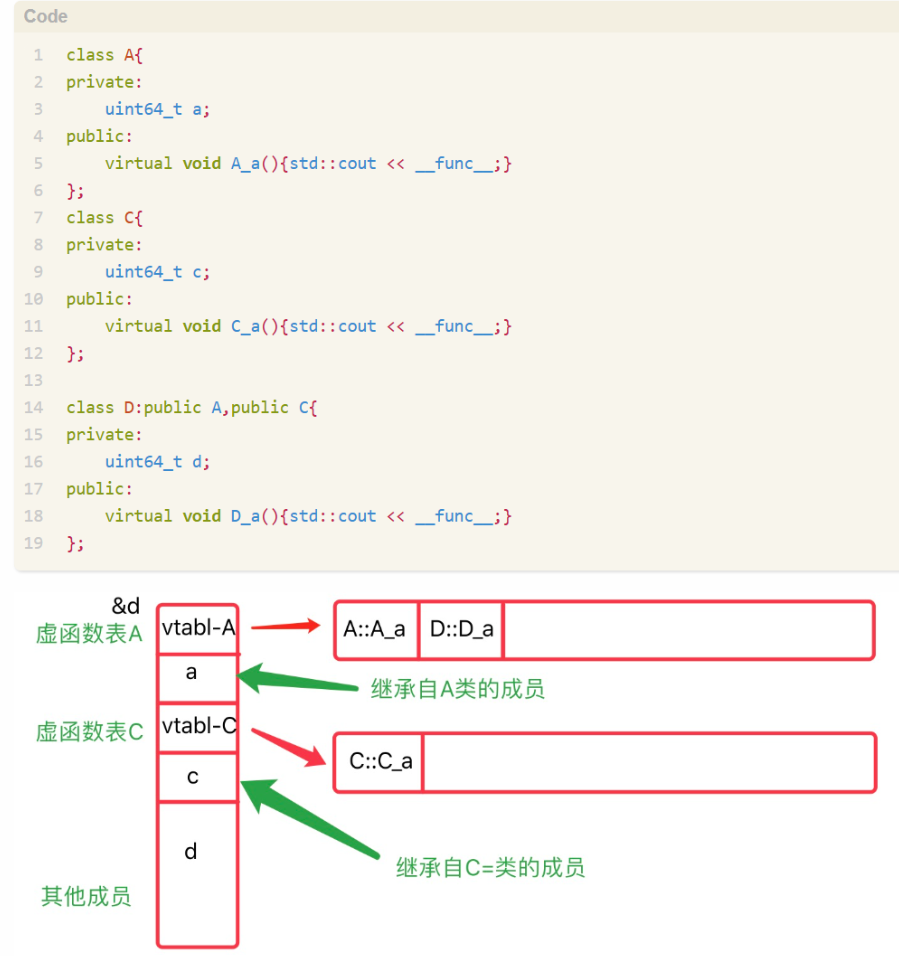 Code
1 class A{
2 private:
3     uint64_t a;
4 public:
5     virtual void A_a(){std::cout << __func__;}
6 };
7 class C{
8 private:
9     uint64_t c;
10 public:
11     virtual void C_a(){std::cout << __func__;}
12 };
13
14 class D:public A,public C{
15 private:
16     uint64_t d;
17 public:
18     virtual void D_a(){std::cout << __func__;}
19 };
&d
虚函数表A vtabl-A A::A_a D::D_a
a 继承自A类的成员
虚函数表C vtabl-C C::C_a
c
继承自C=类的成员
d
其他成员